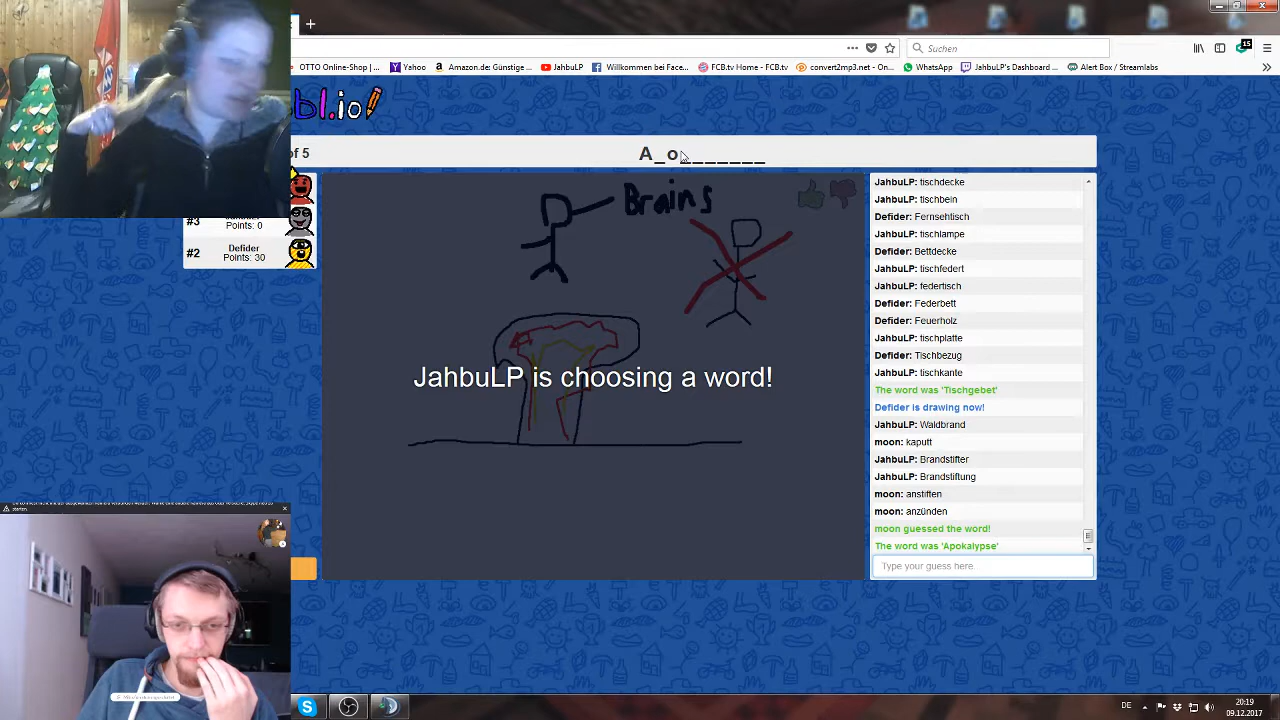 Suchen
15
OTTO Online-Shop | Yahoo Amazon.de: Günstige ... JahbuLP Willkommen bei Face... FCB.tv Home - FCB.tv convert2mp3.net - On... WhatsApp JahbuLP's Dashboard ... Alert Box / Streamlabs
bl.io
of 5
A_o_______
#3
Points: 0
#2
Defider
Points: 30
Brains
JahbuLP is choosing a word!
JahbuLP: tischdecke
JahbuLP: tischbein
Defider: Fernsehtisch
JahbuLP: tischlampe
Defider: Bettdecke
JahbuLP: tischfedert
JahbuLP: federtisch
Defider: Federbett
Defider: Feuerholz
JahbuLP: tischplatte
Defider: Tischbezug
JahbuLP: tischkante
The word was 'Tischgebet'
Defider is drawing now!
JahbuLP: Waldbrand
moon: kaputt
JahbuLP: Brandstifter
JahbuLP: Brandstiftung
moon: anstiften
moon: anzünden
moon guessed the word!
The word was 'Apokalypse'
Type your guess here...
DE
20:19
09.12.2017